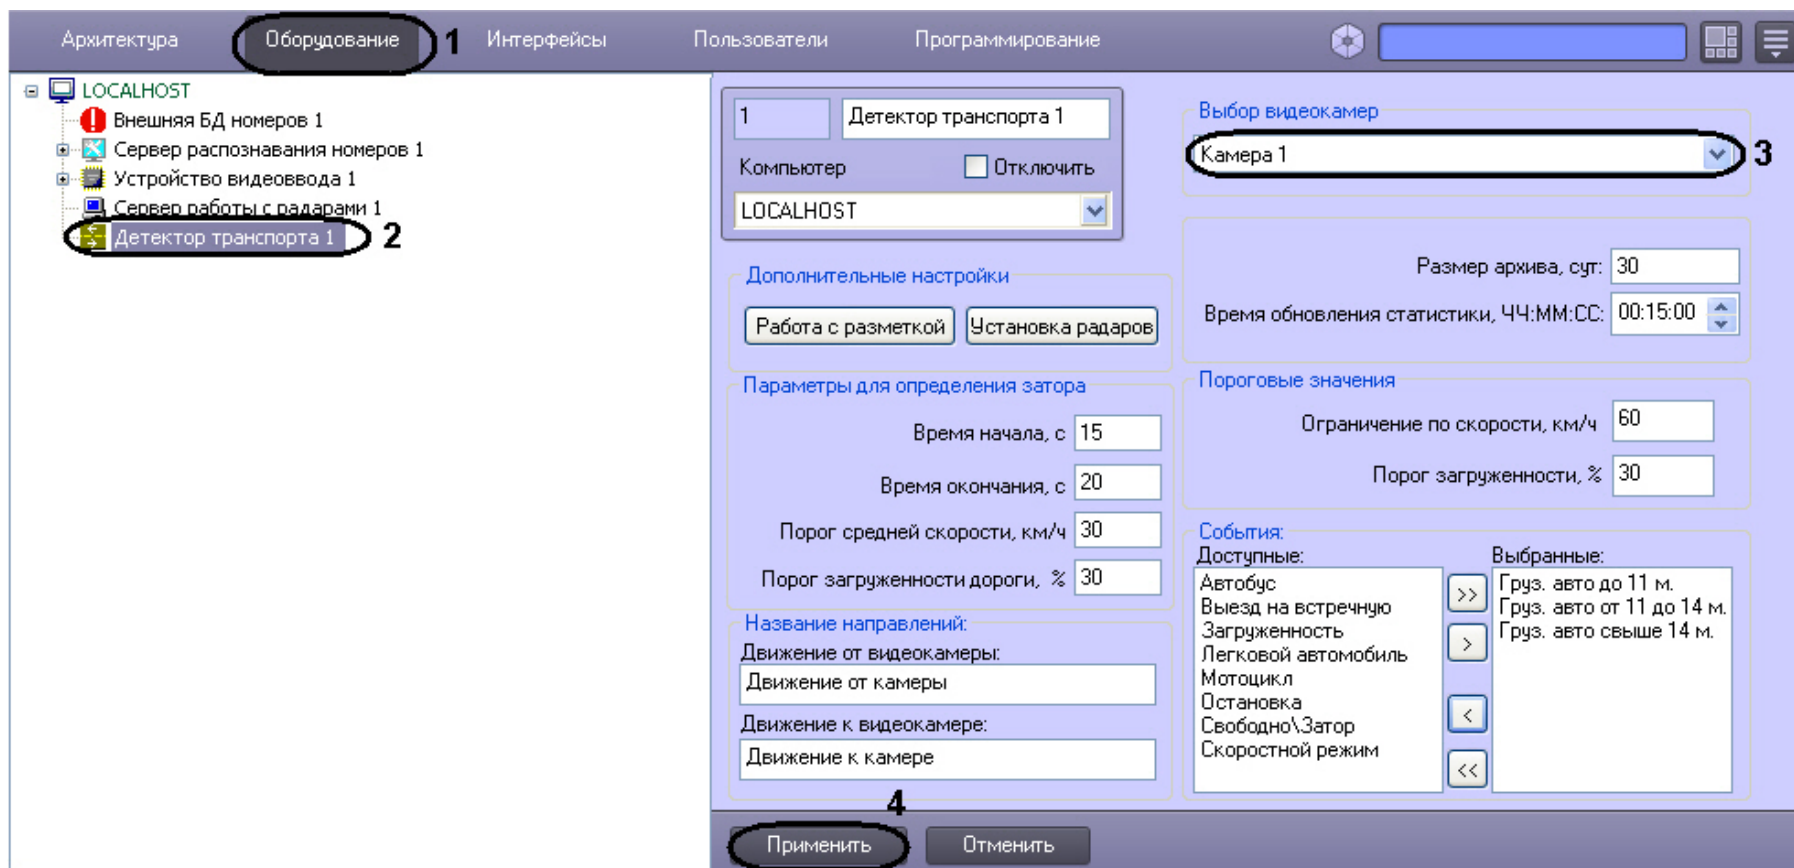 Архитектура Оборудование 1 Интерфейсы Пользователи Программирование
LOCALHOST
Внешняя БД номеров 1
Сервер распознавания номеров 1
Устройство видеоввода 1
Сервер работы с радарами 1
Детектор транспорта 1 2
1 Детектор транспорта 1
Компьютер Отключить
LOCALHOST
Дополнительные настройки
Работа с разметкой Установка радаров
Параметры для определения затора
Время начала, с 15
Время окончания, с 20
Порог средней скорости, км/ч 30
Порог загруженности дороги, % 30
Название направлений:
Движение от видеокамеры:
Движение от камеры
Движение к видеокамере:
Движение к камере
Выбор видеокамер
Камера 1 3
Размер архива, сут: 30
Время обновления статистики, ЧЧ:ММ:СС: 00:15:00
Пороговые значения
Ограничение по скорости, км/ч 60
Порог загруженности, % 30
События:
Доступные:
Автобус
Выезд на встречную
Загруженность
Легковой автомобиль
Мотоцикл
Остановка
Свободно\Затор
Скоростной режим
>>
>
<
<<
Выбранные:
Груз. авто до 11 м.
Груз. авто от 11 до 14 м.
Груз. авто свыше 14 м.
4
Применить Отменить